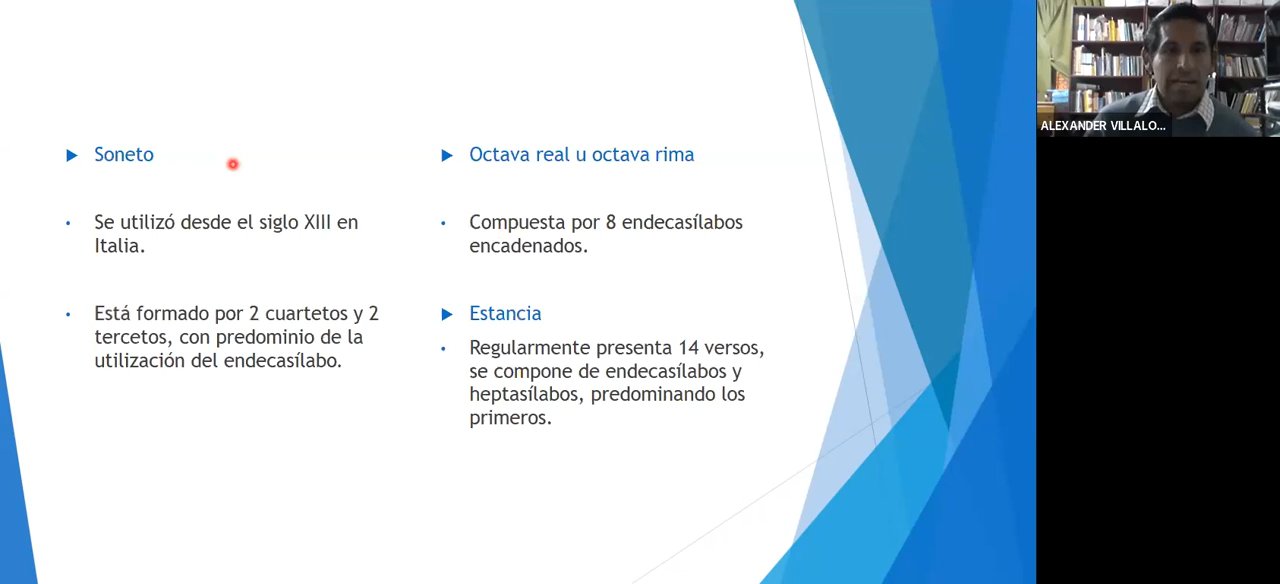 Soneto
Se utilizó desde el siglo XIII en
Italia.
Está formado por 2 cuartetos y 2
tercetos, con predominio de la
utilización del endecasílabo.
Octava real u octava rima
Compuesta por 8 endecasílabos
encadenados.
Estancia
Regularmente presenta 14 versos,
se compone de endecasílabos y
heptasílabos, predominando los
primeros.
ALEXANDER VILLALO...